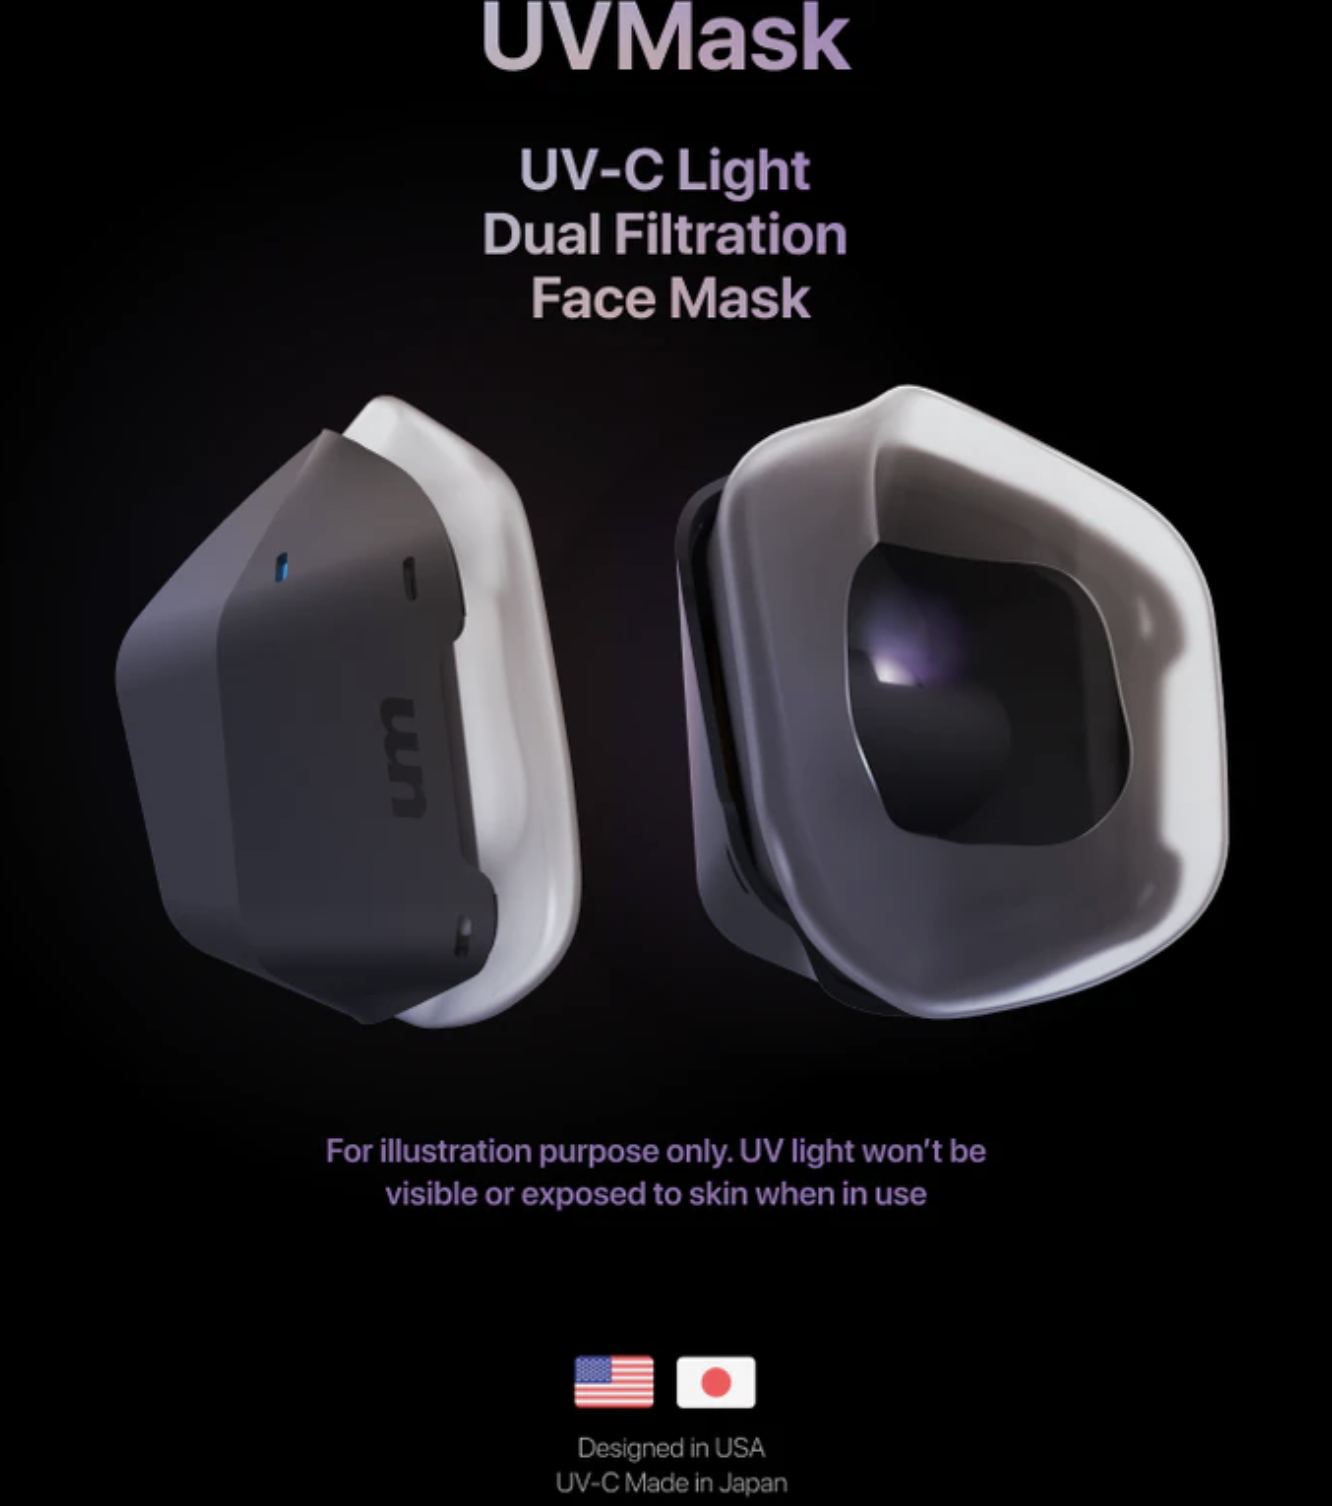 UVMask
UV-C Light
Dual Filtration
Face Mask
um
For illustration purpose only. UV light won't be
visible or exposed to skin when in use
Designed in USA
UV-C Made in Japan